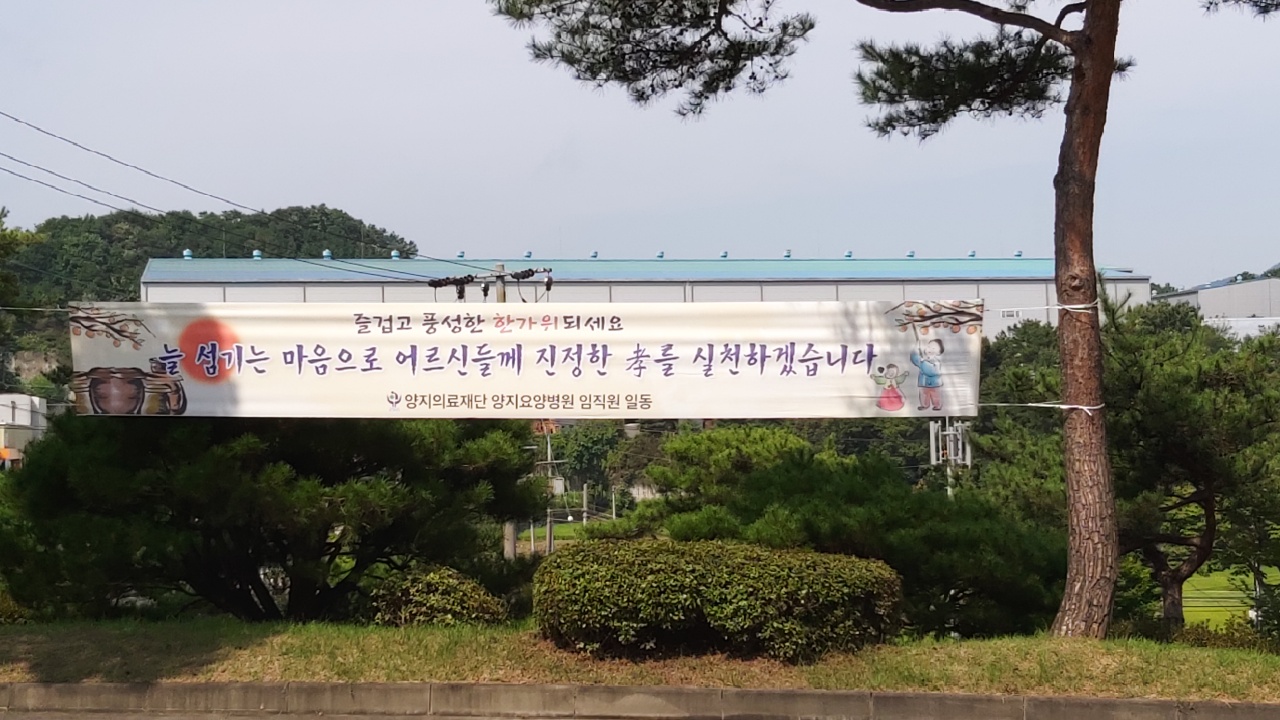 즐겁고 풍성한 한가위되세요
늘 섬기는 마음으로 어르신들께 진정한 孝를 실천하겠습니다
양지의료재단 양지요양병원 임직원 일동